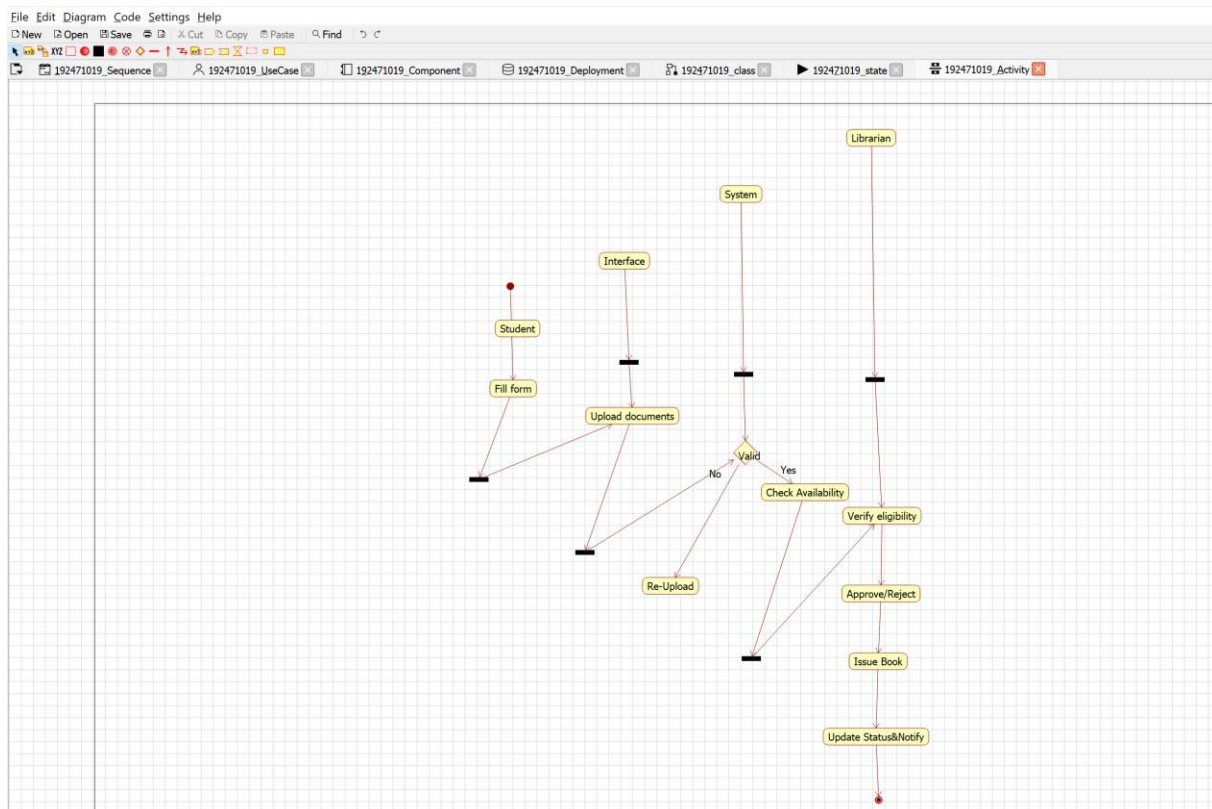 File Edit Diagram Code Settings Help
New Open Save Cut Copy Paste Find
XYZ XYZ XYZ
192471019_Sequence 192471019_UseCase 192471019_Component 192471019_Deployment 192471019_class 192471019_state 192471019_Activity
Librarian
System
Interface
Student
Fill form
Upload documents
Valid
No
Yes
Check Availability
Verify eligibility
Re-Upload
Approve/Reject
Issue Book
Update Status&Notify